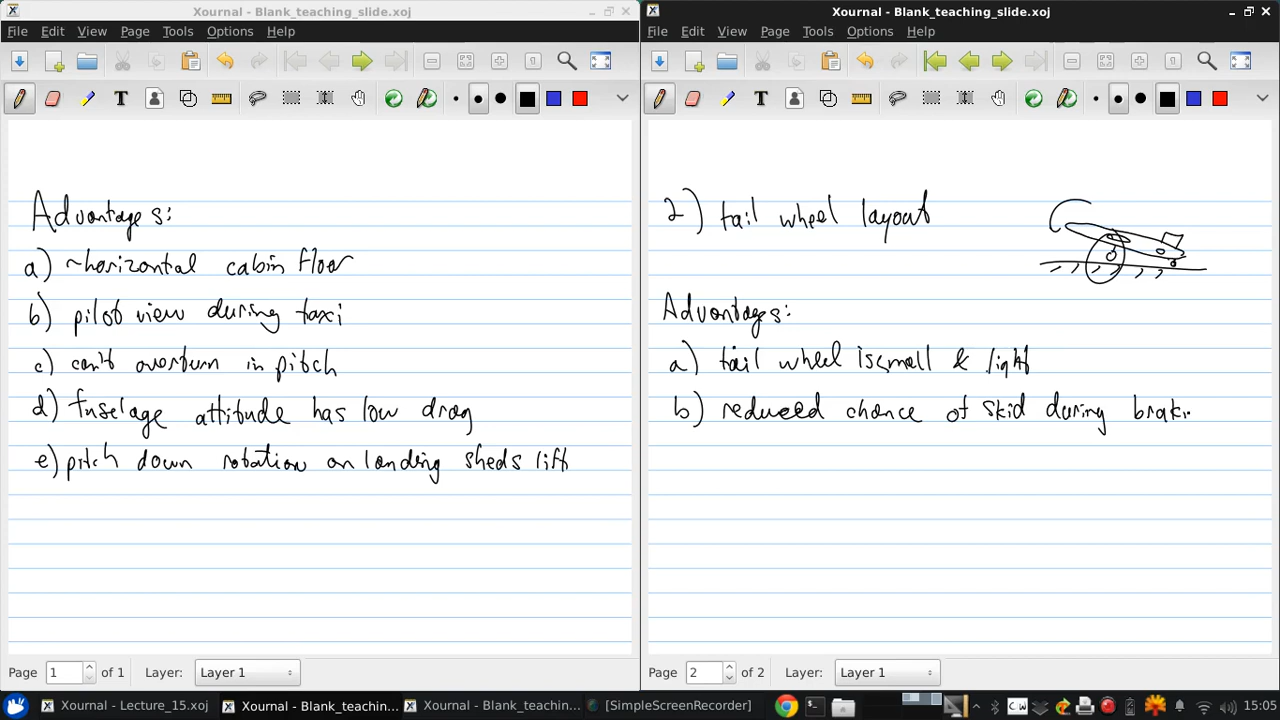 Xournal - Blank_teaching_slide.xoj
File Edit View Page Tools Options Help
Advantages:
a) ~horizontal cabin floor
b) pilot view during taxi
c) can't overturn in pitch
d) fuselage attitude has low drag
e) pitch down rotation on landing sheds lift
Page 1 of 1 Layer: Layer 1
Xournal - Blank_teaching_slide.xoj
File Edit View Page Tools Options Help
2) tail wheel layout
Advantages:
a) tail wheel is small & light
b) reduced chance of skid during braki
Page 2 of 2 Layer: Layer 1
Xournal - Lecture_15.xoj Xournal - Blank_teachin... Xournal - Blank_teachin... [SimpleScreenRecorder] CW 15:05